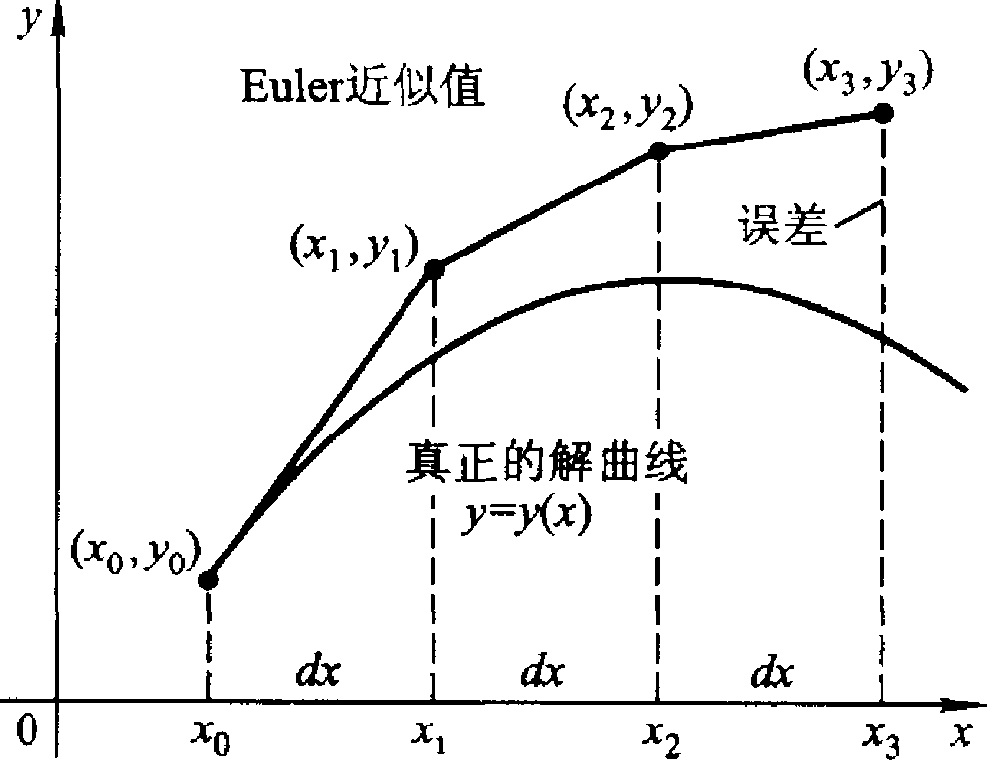 y
Euler近似值
(x₃,y₃)
(x₂,y₂)
误差
(x₁,y₁)
真正的解曲线
y=y(x)
(x₀,y₀)
dx dx dx
0 x₀ x₁ x₂ x₃ x